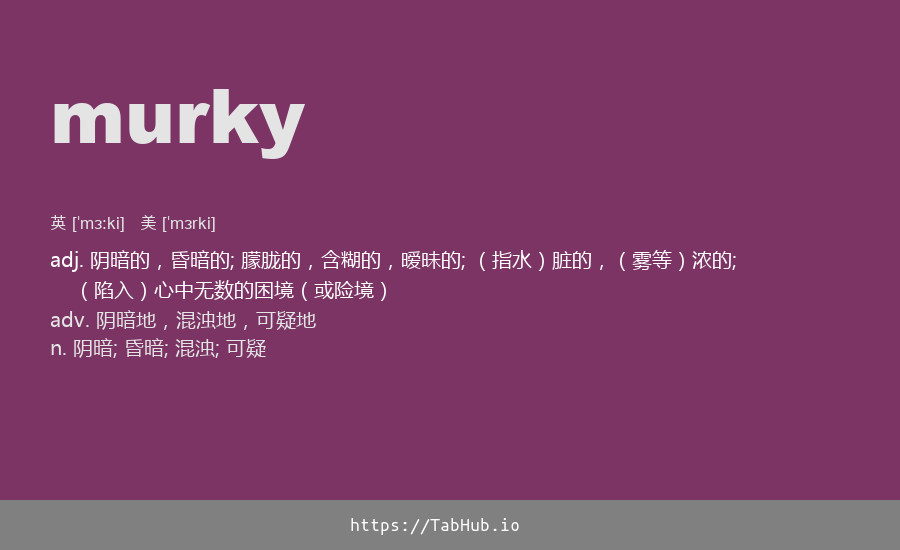 murky
英 [ˈmɜːki] 美 [ˈmɜrki]
adj. 阴暗的，昏暗的; 朦胧的，含糊的，暧昧的; （指水）脏的，（雾等）浓的;
（陷入）心中无数的困境（或险境）
adv. 阴暗地，混浊地，可疑地
n. 阴暗; 昏暗; 混浊; 可疑
https://TabHub.io